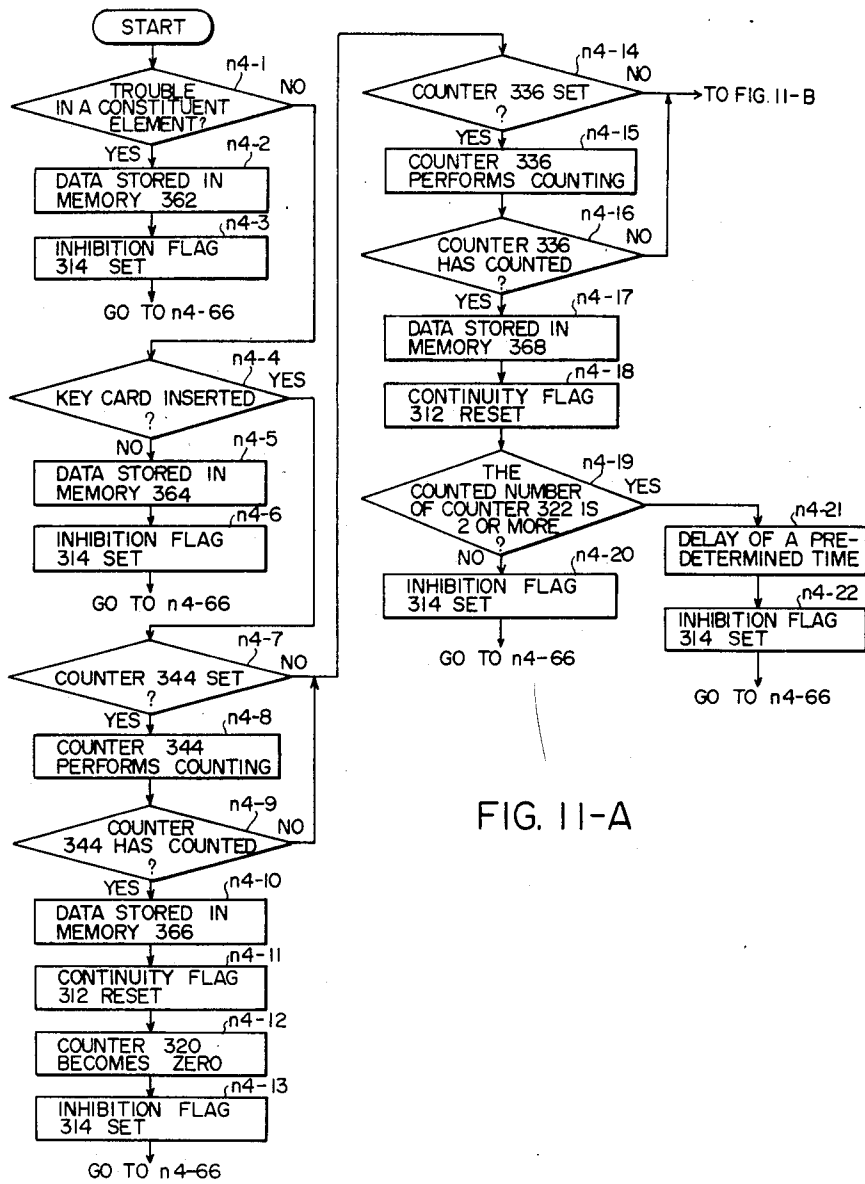 START
n4-1
NO
TROUBLE
IN A CONSTITUENT
ELEMENT?
YES
n4-2
DATA STORED IN
MEMORY 362
n4-3
INHIBITION FLAG
314 SET
GO TO n4-66
n4-4
YES
KEY CARD INSERTED
?
NO
n4-5
DATA STORED IN
MEMORY 364
n4-6
INHIBITION FLAG
314 SET
GO TO n4-66
n4-7
NO
COUNTER 344 SET
?
YES
n4-8
COUNTER 344
PERFORMS COUNTING
n4-9
NO
COUNTER
344 HAS COUNTED
?
YES
n4-10
DATA STORED IN
MEMORY 366
n4-11
CONTINUITY FLAG
312 RESET
n4-12
COUNTER 320
BECOMES ZERO
n4-13
INHIBITION FLAG
314 SET
GO TO n4-66
n4-14
NO
COUNTER 336 SET
?
TO FIG. 11-B
YES
n4-15
COUNTER 336
PERFORMS COUNTING
n4-16
NO
COUNTER 336
HAS COUNTED
?
YES
n4-17
DATA STORED IN
MEMORY 368
n4-18
CONTINUITY FLAG
312 RESET
n4-19
YES
THE
COUNTED NUMBER
OF COUNTER 322 IS
2 OR MORE
?
NO
n4-20
INHIBITION FLAG
314 SET
GO TO n4-66
n4-21
DELAY OF A PRE-
DETERMINED TIME
n4-22
INHIBITION FLAG
314 SET
GO TO n4-66
FIG. 11-A